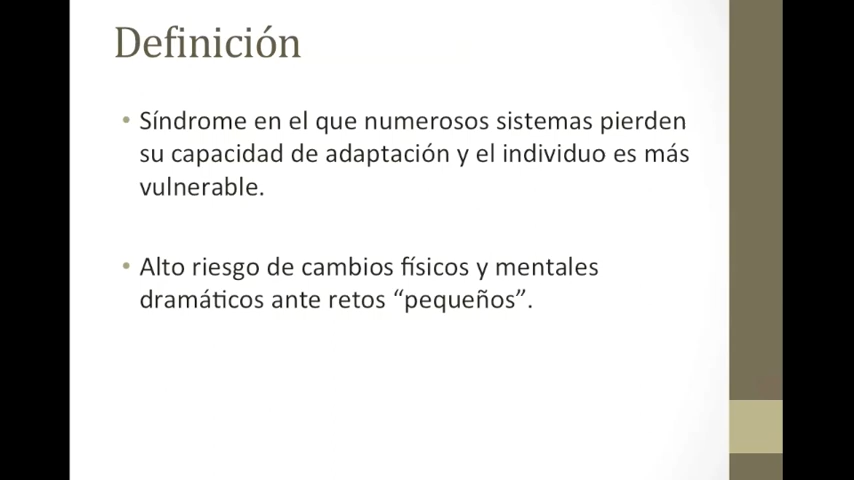 Definición
• Síndrome en el que numerosos sistemas pierden
su capacidad de adaptación y el individuo es más
vulnerable.
• Alto riesgo de cambios físicos y mentales
dramáticos ante retos “pequeños”.